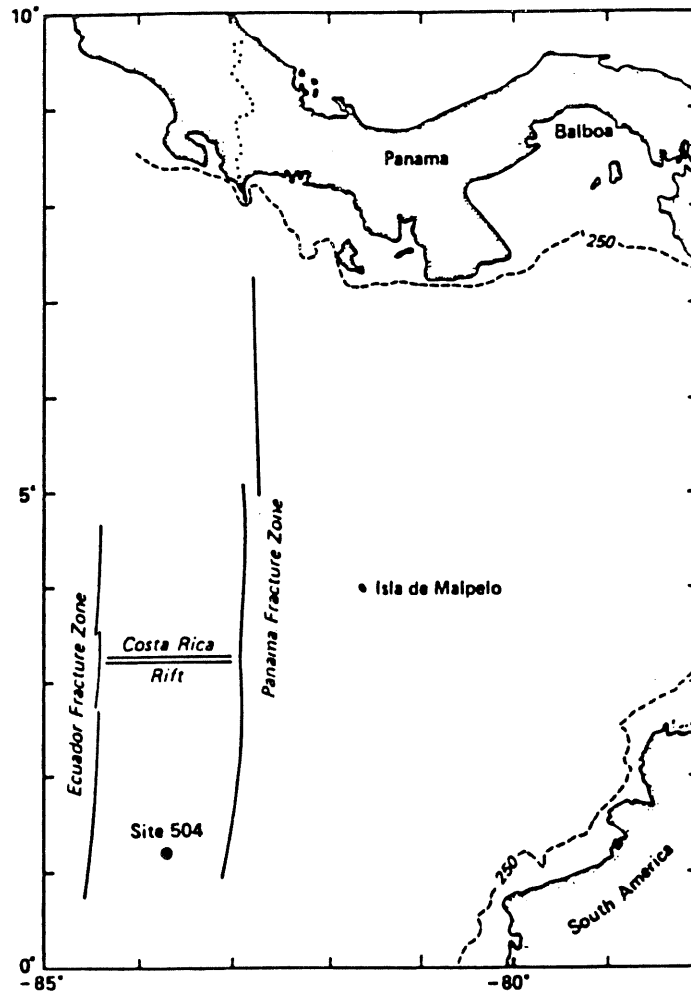 10°
Balboa
Panama
250
5°
Panama Fracture Zone
Isla de Malpelo
Ecuador Fracture Zone
Costa Rica
Rift
Site 504
250
South America
0°
-85°
-80°